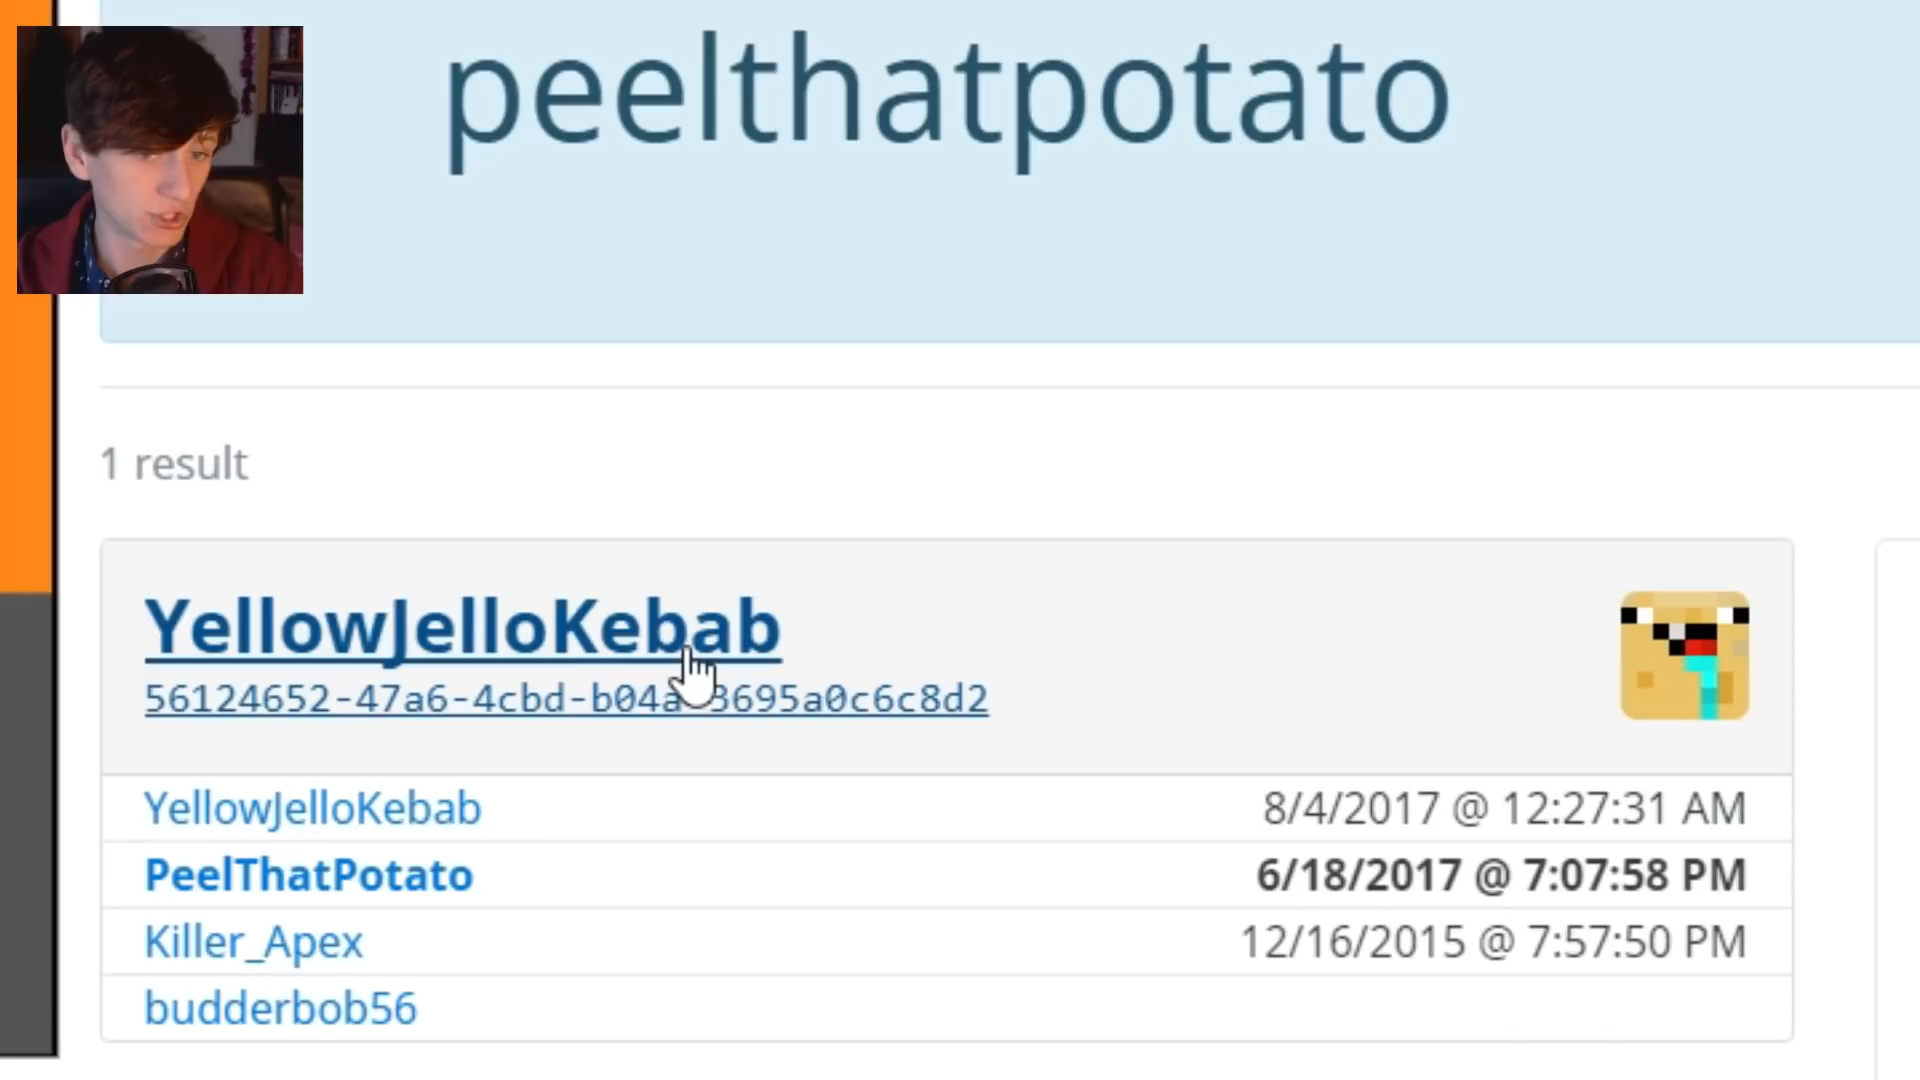 peelthatpotato
1 result
YellowJelloKebab
56124652-47a6-4cbd-b04a-3695a0c6c8d2
YellowJelloKebab 8/4/2017 @ 12:27:31 AM
PeelThatPotato 6/18/2017 @ 7:07:58 PM
Killer_Apex 12/16/2015 @ 7:57:50 PM
budderbob56